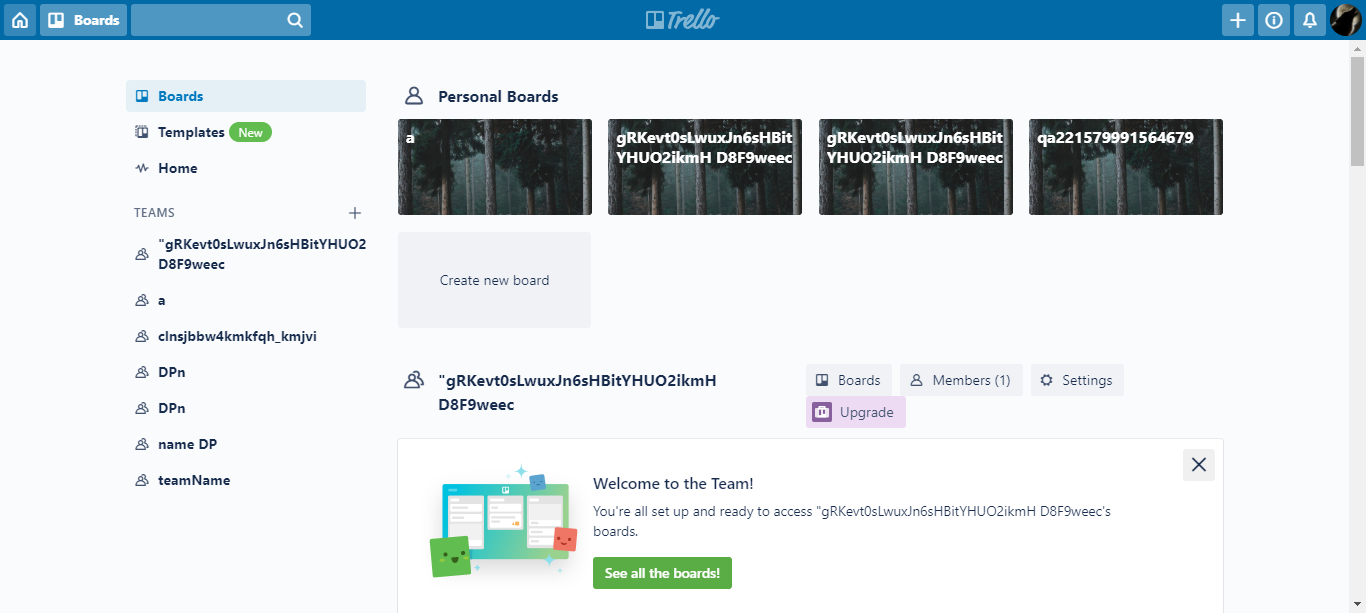 Boards
Trello
Boards
Templates New
Home
TEAMS
"gRKevt0sLwuxJn6sHBitYHUO2
D8F9weec
a
clnsjbbw4kmkfqh_kmjvi
DPn
DPn
name DP
teamName
Personal Boards
a
gRKevt0sLwuxJn6sHBit
YHUO2ikmH D8F9weec
gRKevt0sLwuxJn6sHBit
YHUO2ikmH D8F9weec
qa221579991564679
Create new board
"gRKevt0sLwuxJn6sHBitYHUO2ikmH
D8F9weec
Boards
Members (1)
Settings
Upgrade
Welcome to the Team!
You're all set up and ready to access "gRKevt0sLwuxJn6sHBitYHUO2ikmH D8F9weec's
boards.
See all the boards!